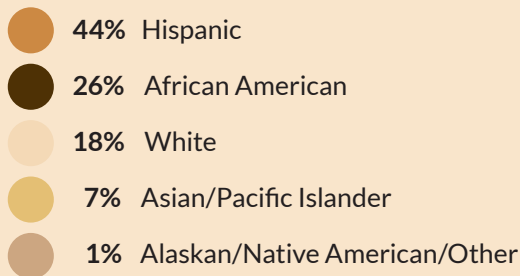 44% Hispanic
26% African American
18% White
7% Asian/Pacific Islander
1% Alaskan/Native American/Other